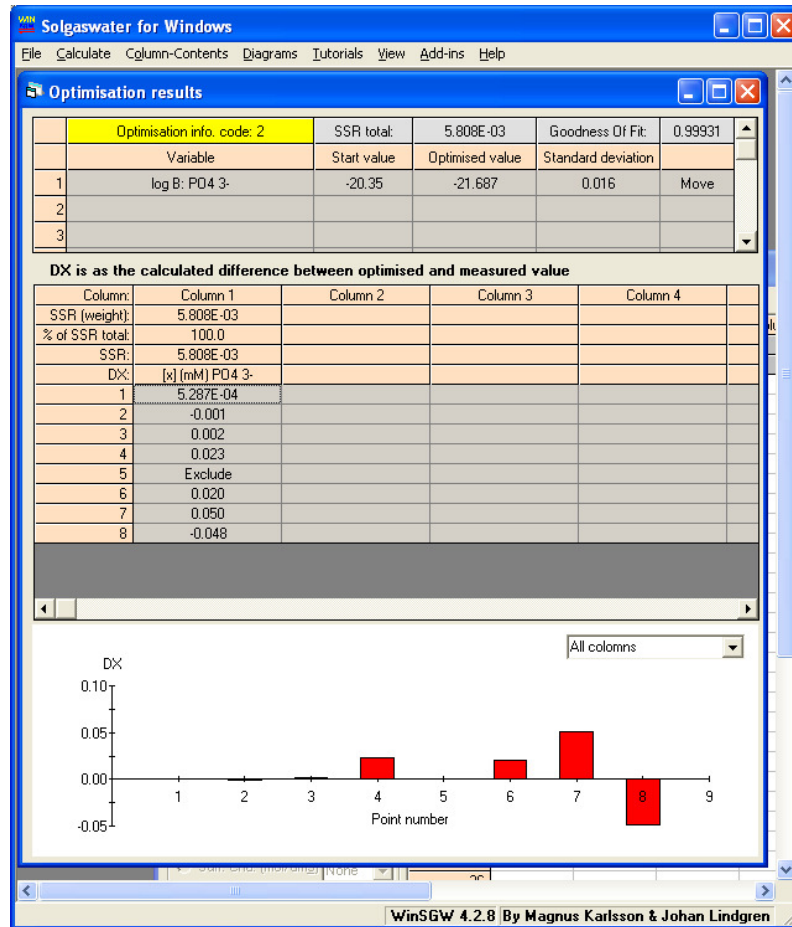 WIN SGW Solgaswater for Windows
File Calculate Column-Contents Diagrams Tutorials View Add-ins Help
Optimisation results
Optimisation info. code: 2 SSR total: 5.808E-03 Goodness Of Fit: 0.99931
Variable Start value Optimised value Standard deviation
1 log B: PO4 3- -20.35 -21.687 0.016 Move
2
3
DX is as the calculated difference between optimised and measured value
Column: Column 1 Column 2 Column 3 Column 4
SSR (weight): 5.808E-03
% of SSR total: 100.0
SSR: 5.808E-03
DX: [x] (mM) PO4 3-
1 5.287E-04
2 -0.001
3 0.002
4 0.023
5 Exclude
6 0.020
7 0.050
8 -0.048
All colomns
DX
0.10
0.05
0.00
1 2 3 4 5 6 7 8 9
Point number
-0.05
None
WinSGW 4.2.8 By Magnus Karlsson & Johan Lindgren